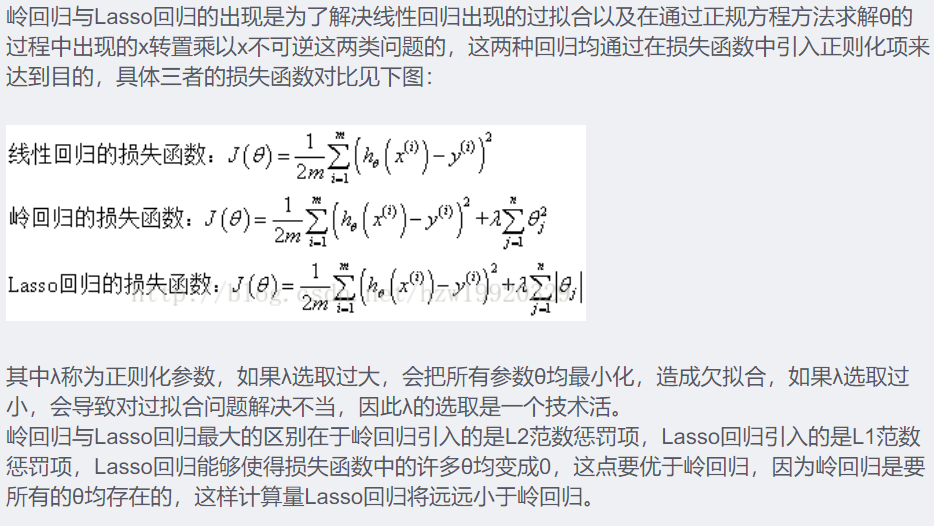 岭回归与Lasso回归的出现是为了解决线性回归出现的过拟合以及在通过正规方程方法求解θ的
过程中出现的x转置乘以x不可逆这两类问题的，这两种回归均通过在损失函数中引入正则化项来
达到目的，具体三者的损失函数对比见下图：
线性回归的损失函数：J(θ)=\frac{1}{2m}\sum_{i=1}^{m}(h_θ(x^{(i)})-y^{(i)})^2
岭回归的损失函数：J(θ)=\frac{1}{2m}\sum_{i=1}^{m}(h_θ(x^{(i)})-y^{(i)})^2+λ\sum_{j=1}^{n}θ_j^2
Lasso回归的损失函数：J(θ)=\frac{1}{2m}\sum_{i=1}^{m}(h_θ(x^{(i)})-y^{(i)})^2+λ\sum_{j=1}^{n}|θ_j|
其中λ称为正则化参数，如果λ选取过大，会把所有参数θ均最小化，造成欠拟合，如果λ选取过
小，会导致对过拟合问题解决不当，因此λ的选取是一个技术活。
岭回归与Lasso回归最大的区别在于岭回归引入的是L2范数惩罚项，Lasso回归引入的是L1范数
惩罚项，Lasso回归能够使得损失函数中的许多θ均变成0，这点要优于岭回归，因为岭回归是要
所有的θ均存在的，这样计算量Lasso回归将远远小于岭回归。